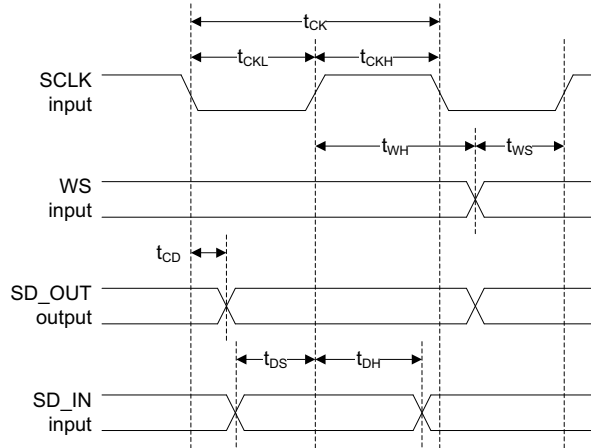 tCK
tCKL
tCKH
SCLK
input
tWH
tWS
WS
input
tCD
SD_OUT
output
tDS
tDH
SD_IN
input